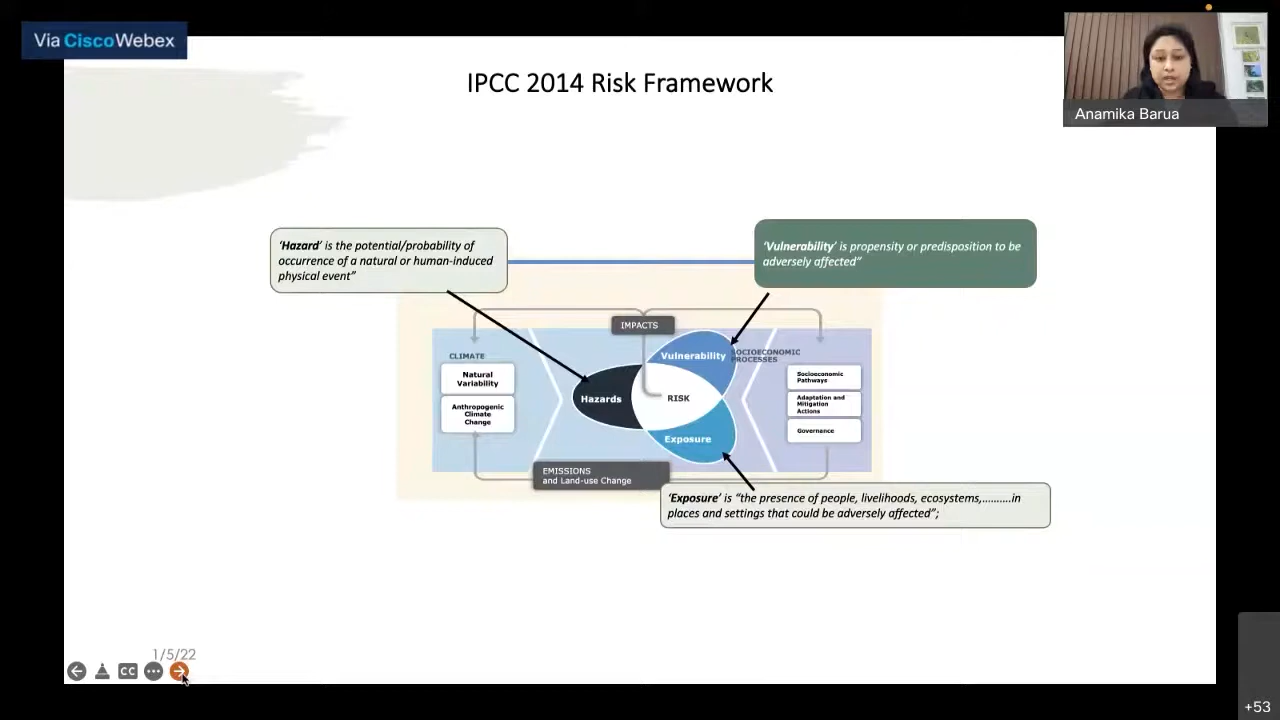 Via Cisco Webex
IPCC 2014 Risk Framework
Anamika Barua
‘Hazard’ is the potential/probability of
occurrence of a natural or human-induced
physical event”
‘Vulnerability’ is propensity or predisposition to be
adversely affected”
IMPACTS
CLIMATE
Natural
Variability
Anthropogenic
Climate
Change
Vulnerability
Hazards
RISK
Exposure
SOCIOECONOMIC
PROCESSES
Socioeconomic
Pathways
Adaptation and
Mitigation
Actions
Governance
EMISSIONS
and Land-use Change
‘Exposure’ is “the presence of people, livelihoods, ecosystems,..........in
places and settings that could be adversely affected”;
1/5/22
CC
+53